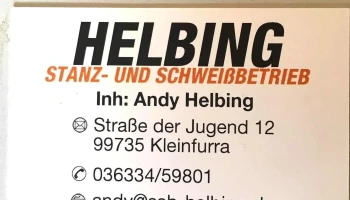 HELBING
STANZ- UND SCHWEIßBETRIEB
Inh: Andy Helbing
Straße der Jugend 12
99735 Kleinfurra
036334/59801